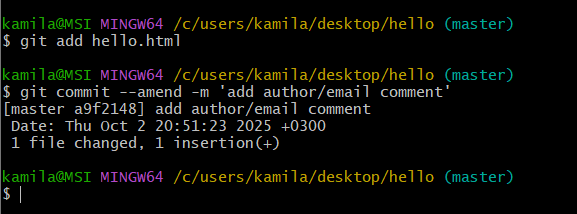 kamila@MSI MINGW64 /c/users/kamila/desktop/hello (master)
$ git add hello.html
kamila@MSI MINGW64 /c/users/kamila/desktop/hello (master)
$ git commit --amend -m 'add author/email comment'
[master a9f2148] add author/email comment
 Date: Thu Oct 2 20:51:23 2025 +0300
 1 file changed, 1 insertion(+)
kamila@MSI MINGW64 /c/users/kamila/desktop/hello (master)
$